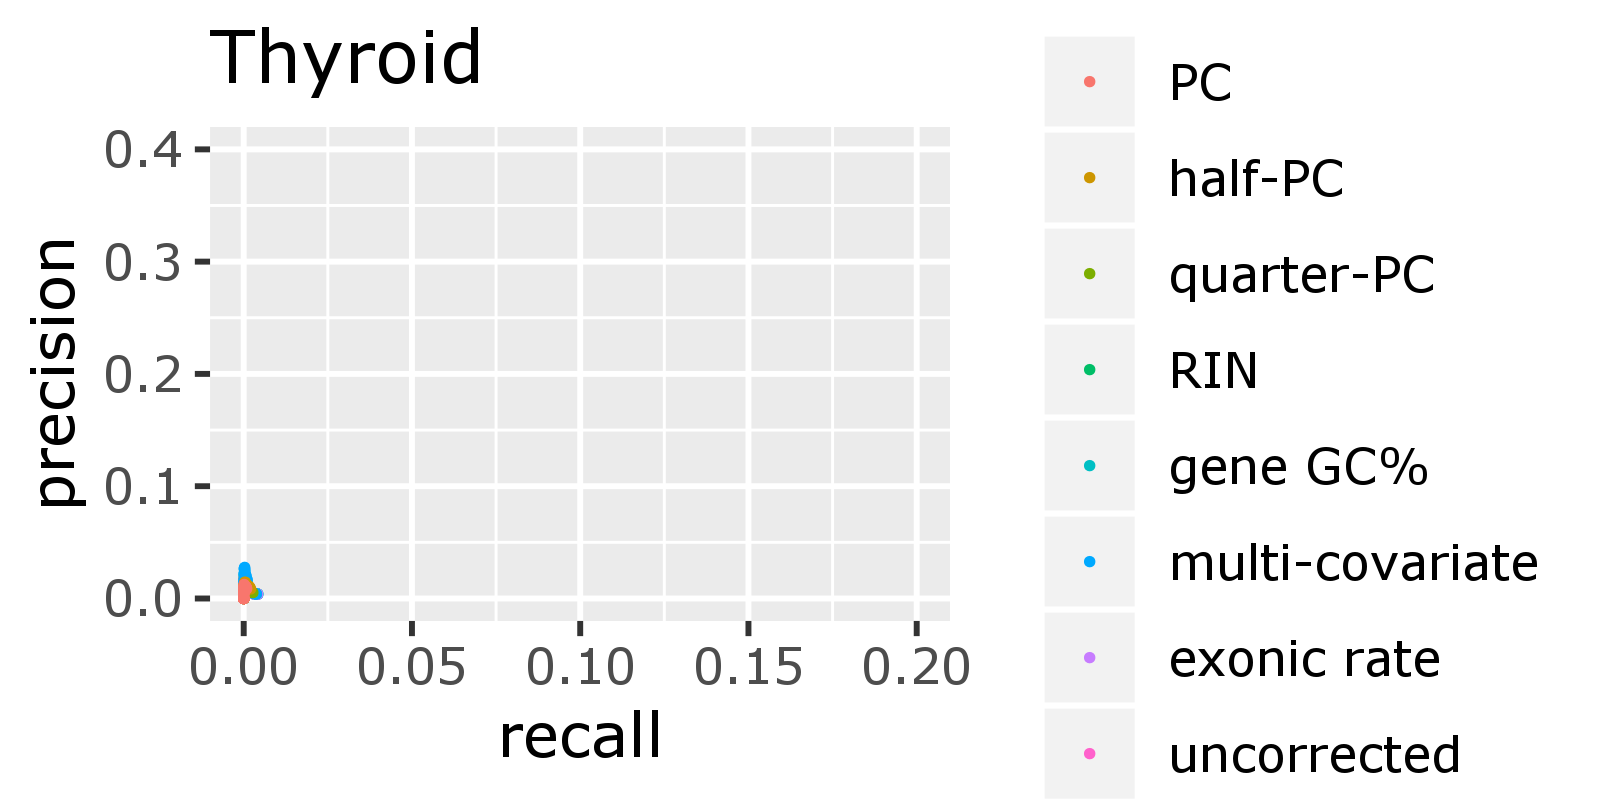 Thyroid
precision
0.4
0.3
0.2
0.1
0.0
0.00 0.05 0.10 0.15 0.20
recall
PC
half-PC
quarter-PC
RIN
gene GC%
multi-covariate
exonic rate
uncorrected